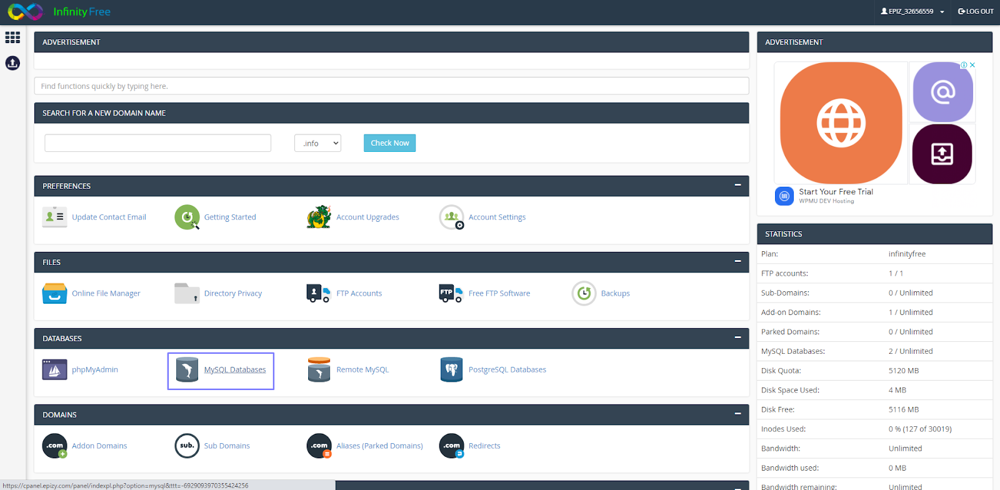 Infinity Free
EPIZ_32656559
LOG OUT
ADVERTISEMENT
Find functions quickly by typing here.
SEARCH FOR A NEW DOMAIN NAME
.info
Check Now
PREFERENCES
Update Contact Email
Getting Started
Account Upgrades
Account Settings
FILES
Online File Manager
Directory Privacy
FTP Accounts
FTP
Free FTP Software
Backups
DATABASES
phpMyAdmin
MySQL Databases
Remote MySQL
PostgreSQL Databases
DOMAINS
.com
Addon Domains
sub.
Sub Domains
.com
Aliases (Parked Domains)
.com
Redirects
https://cpanel.epizy.com/panel/indexpl.php?option=mysql&ttt=-6929093970355424256
ADVERTISEMENT
Start Your Free Trial
WPMU DEV Hosting
STATISTICS
Plan: infinityfree
FTP accounts: 1 / 1
Sub-Domains: 0 / Unlimited
Add-on Domains: 1 / Unlimited
Parked Domains: 0 / Unlimited
MySQL Databases: 2 / Unlimited
Disk Quota: 5120 MB
Disk Space Used: 4 MB
Disk Free: 5116 MB
Inodes Used: 0 % (127 of 30019)
Bandwidth: Unlimited
Bandwidth used: 0 MB
Bandwidth remaining: Unlimited